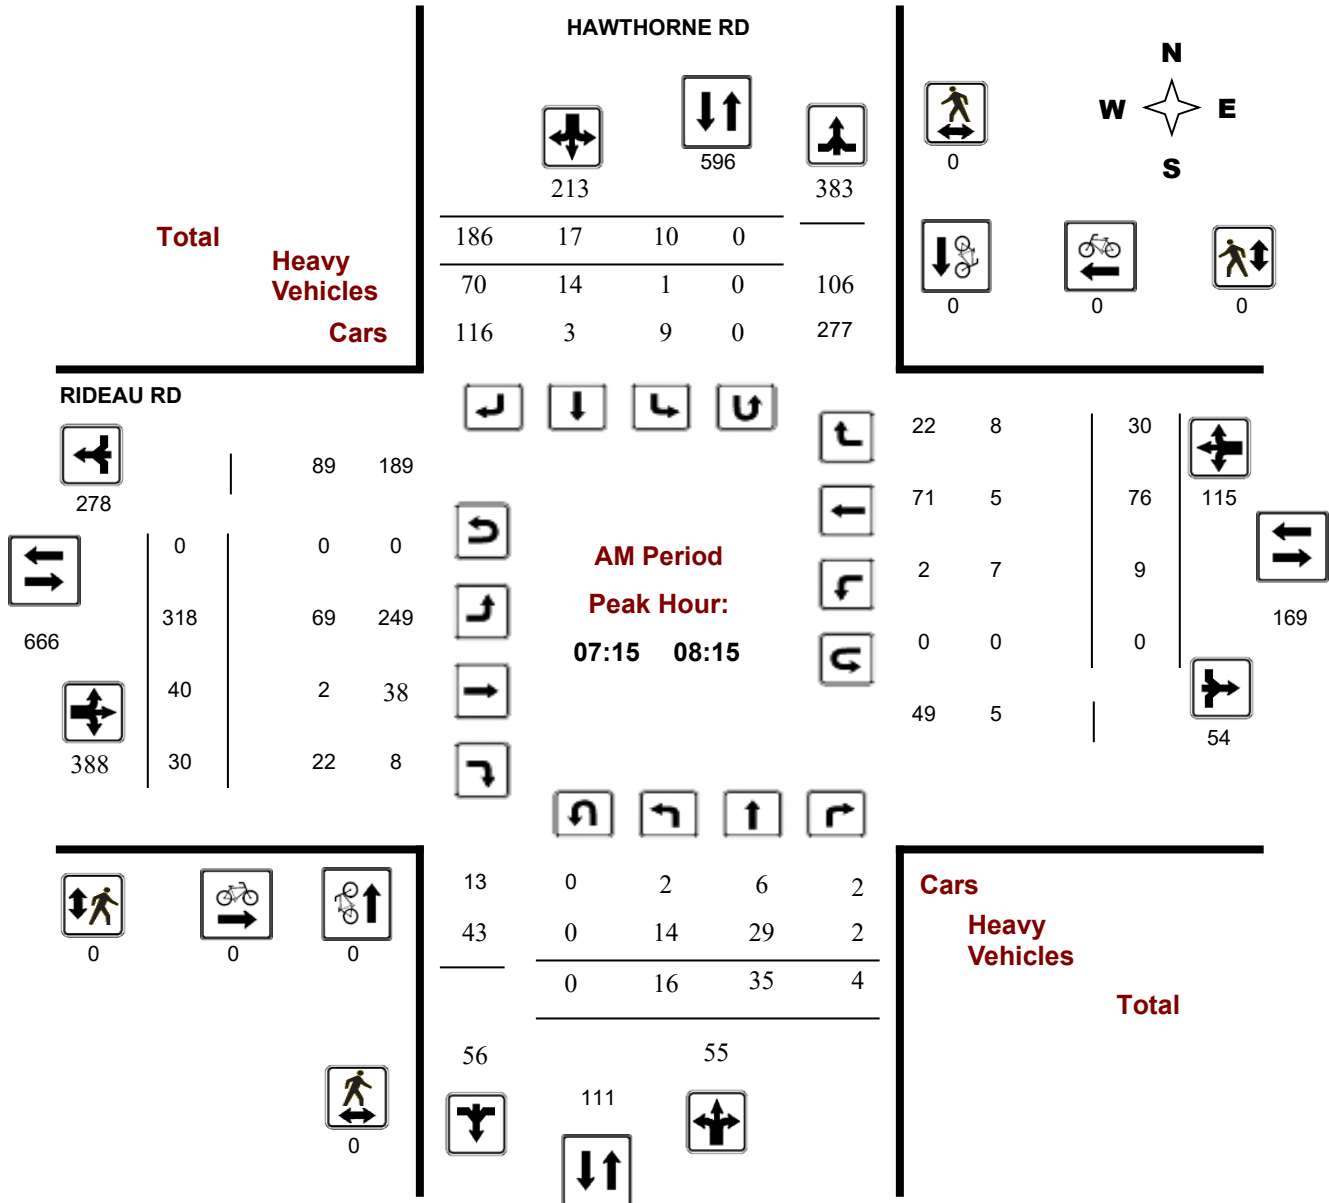 HAWTHORNE RD
N
W E
S
596
0
213
383
186 17 10 0
Total
Heavy
Vehicles
70 14 1 0 106
Cars
116 3 9 0 277
0 0 0
RIDEAU RD
22 8 30
89 189
278
71 5 76 115
0 0 0
AM Period
2 7 9
Peak Hour:
318 69 249
169
666
0 0 0
07:15 08:15
40 2 38
49 5
54
388 30 22 8
13 0 2 6 2
Cars
43 0 14 29 2
Heavy
Vehicles
0 0 0
0 16 35 4
Total
56 55
111
0